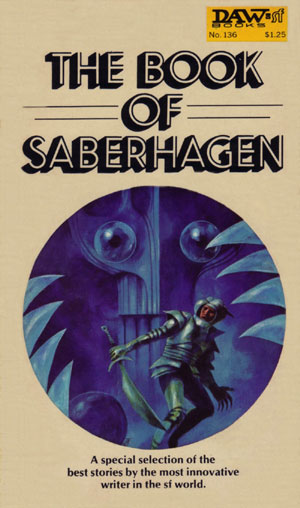 DAW=sf
BOOKS
No. 136 $1.25
THE BOOK
OF
SABERHAGEN
A special selection of the
best stories by the most innovative
writer in the sf world.